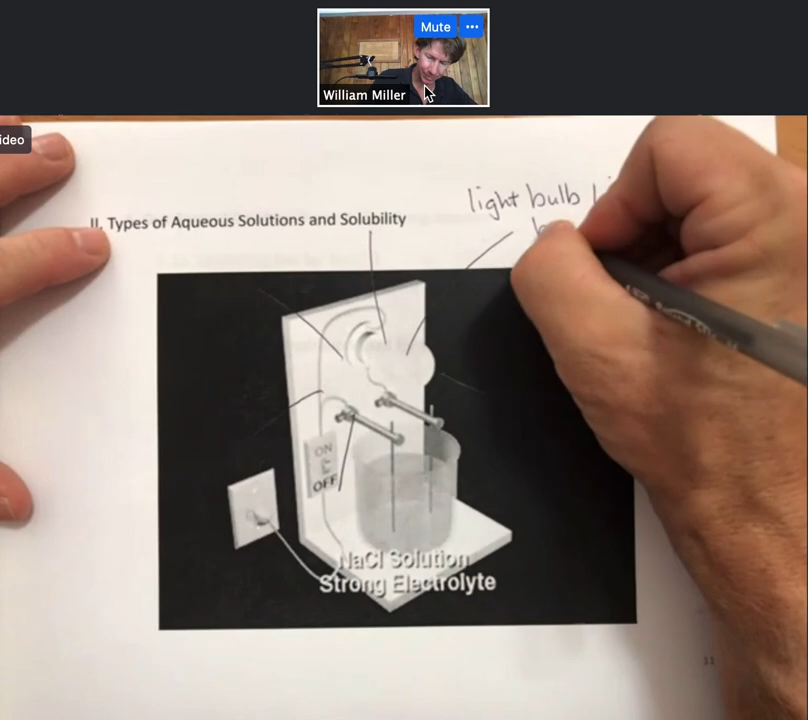 Mute
William Miller
ideo
light bulb
II. Types of Aqueous Solutions and Solubility
ON
OFF
NaCl Solution
Strong Electrolyte
11